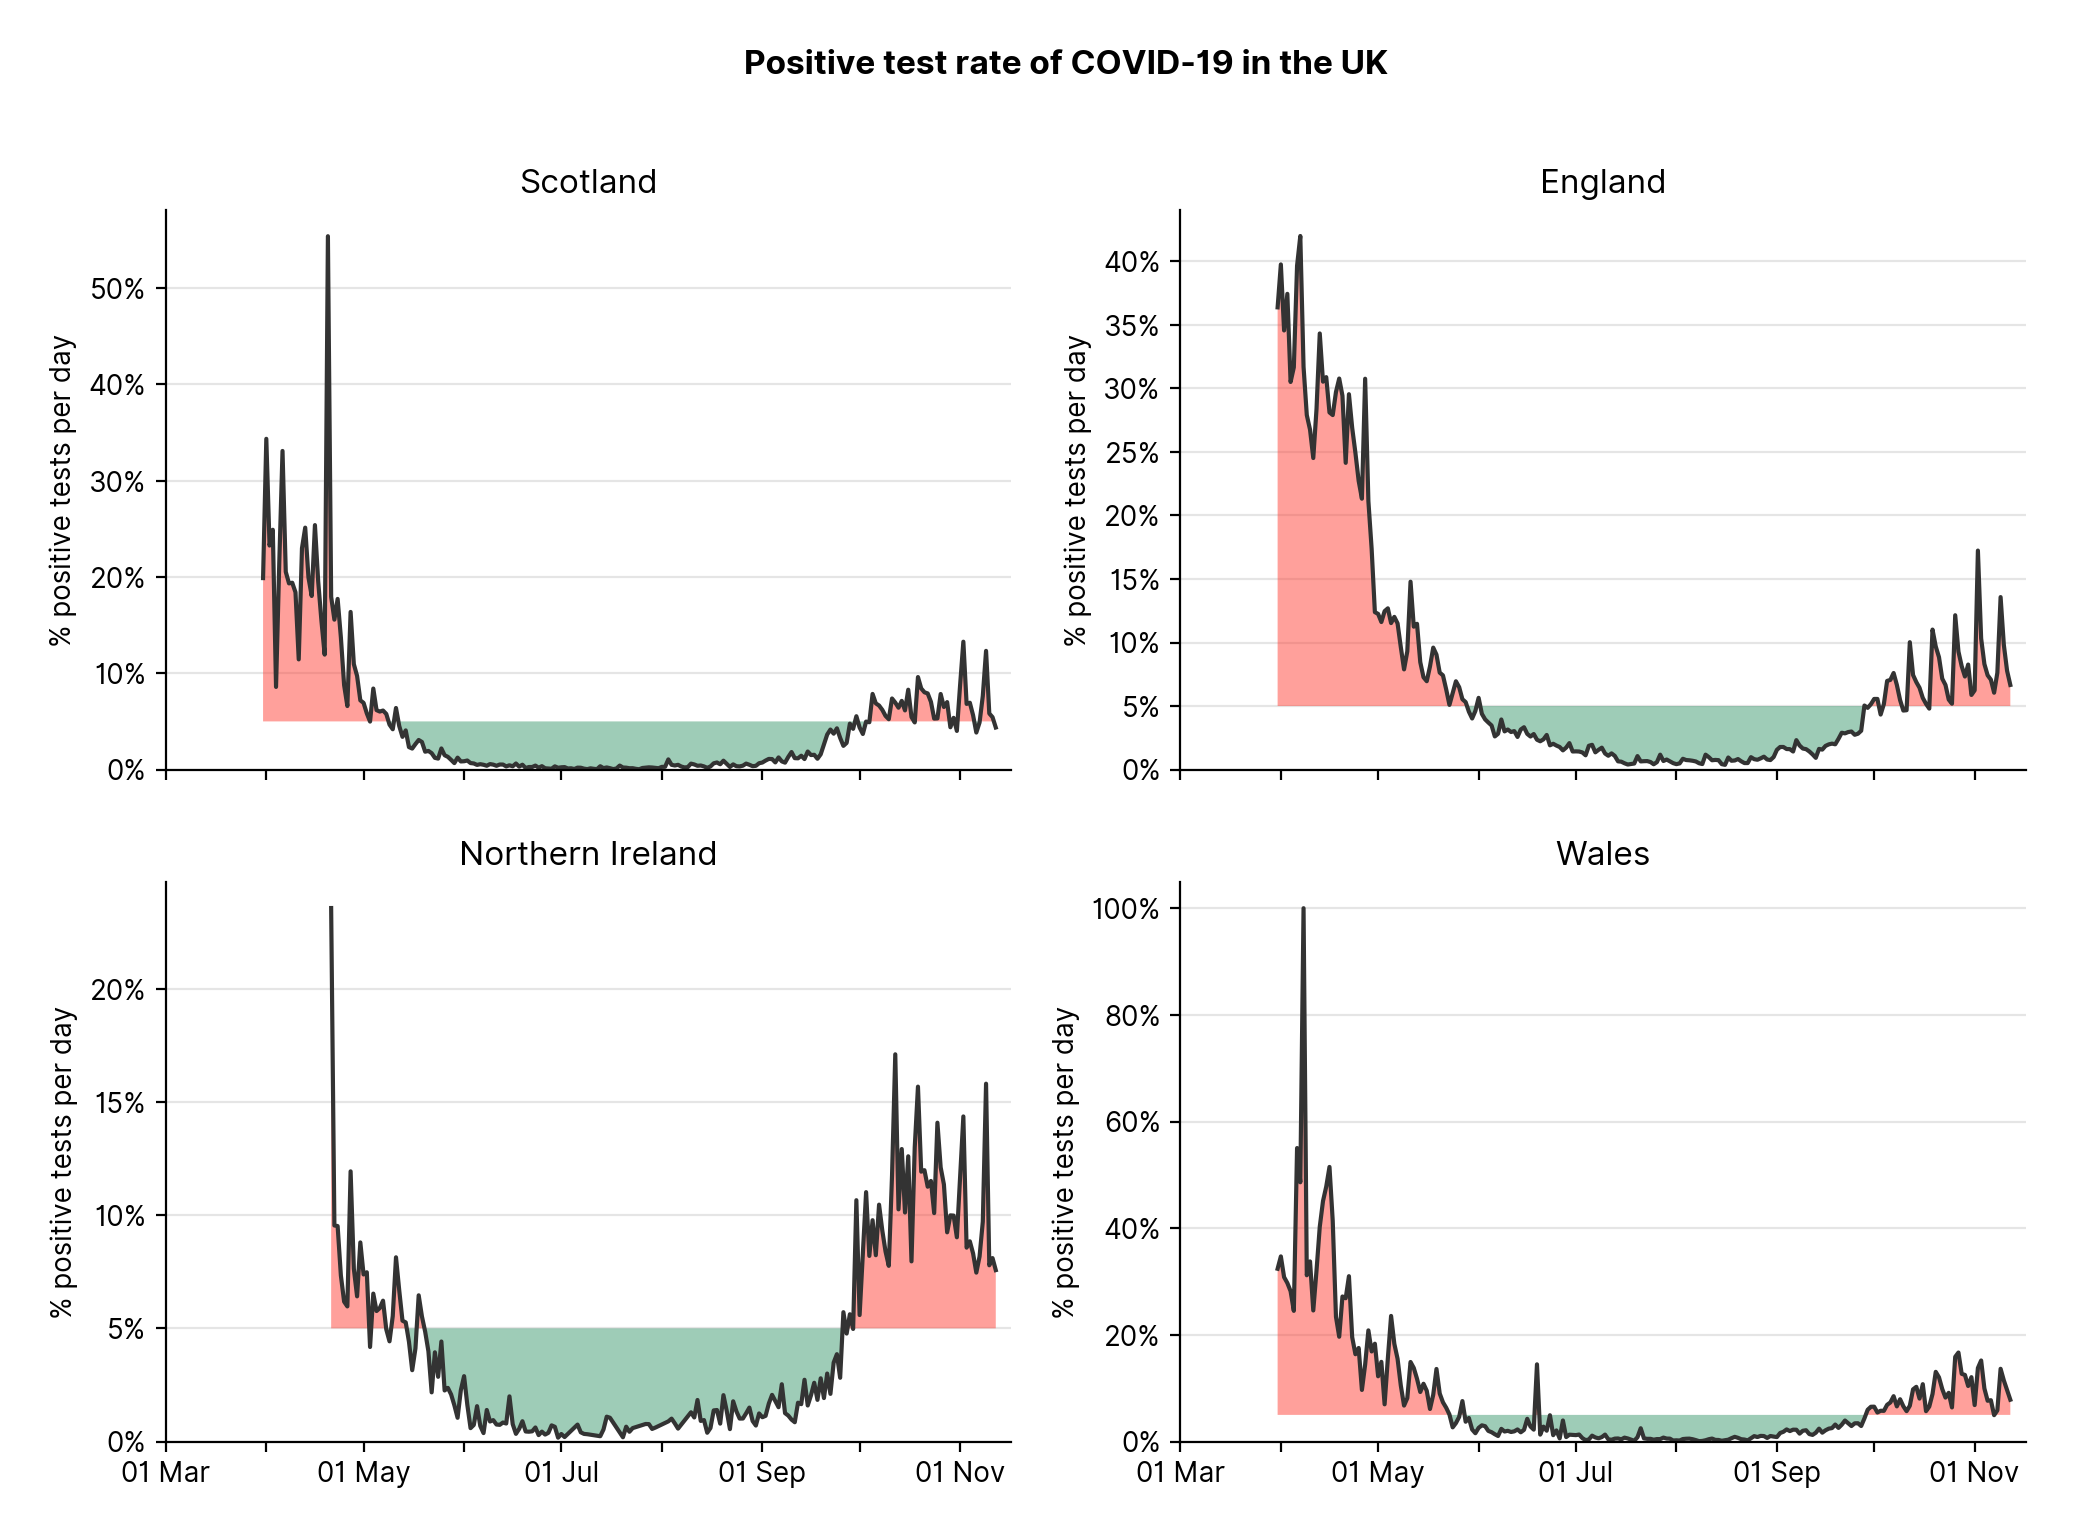 Positive test rate of COVID-19 in the UK
Scotland
% positive tests per day
50%
40%
30%
20%
10%
0%
England
% positive tests per day
40%
35%
30%
25%
20%
15%
10%
5%
0%
Northern Ireland
% positive tests per day
20%
15%
10%
5%
0%
01 Mar 01 May 01 Jul 01 Sep 01 Nov
Wales
% positive tests per day
100%
80%
60%
40%
20%
0%
01 Mar 01 May 01 Jul 01 Sep 01 Nov